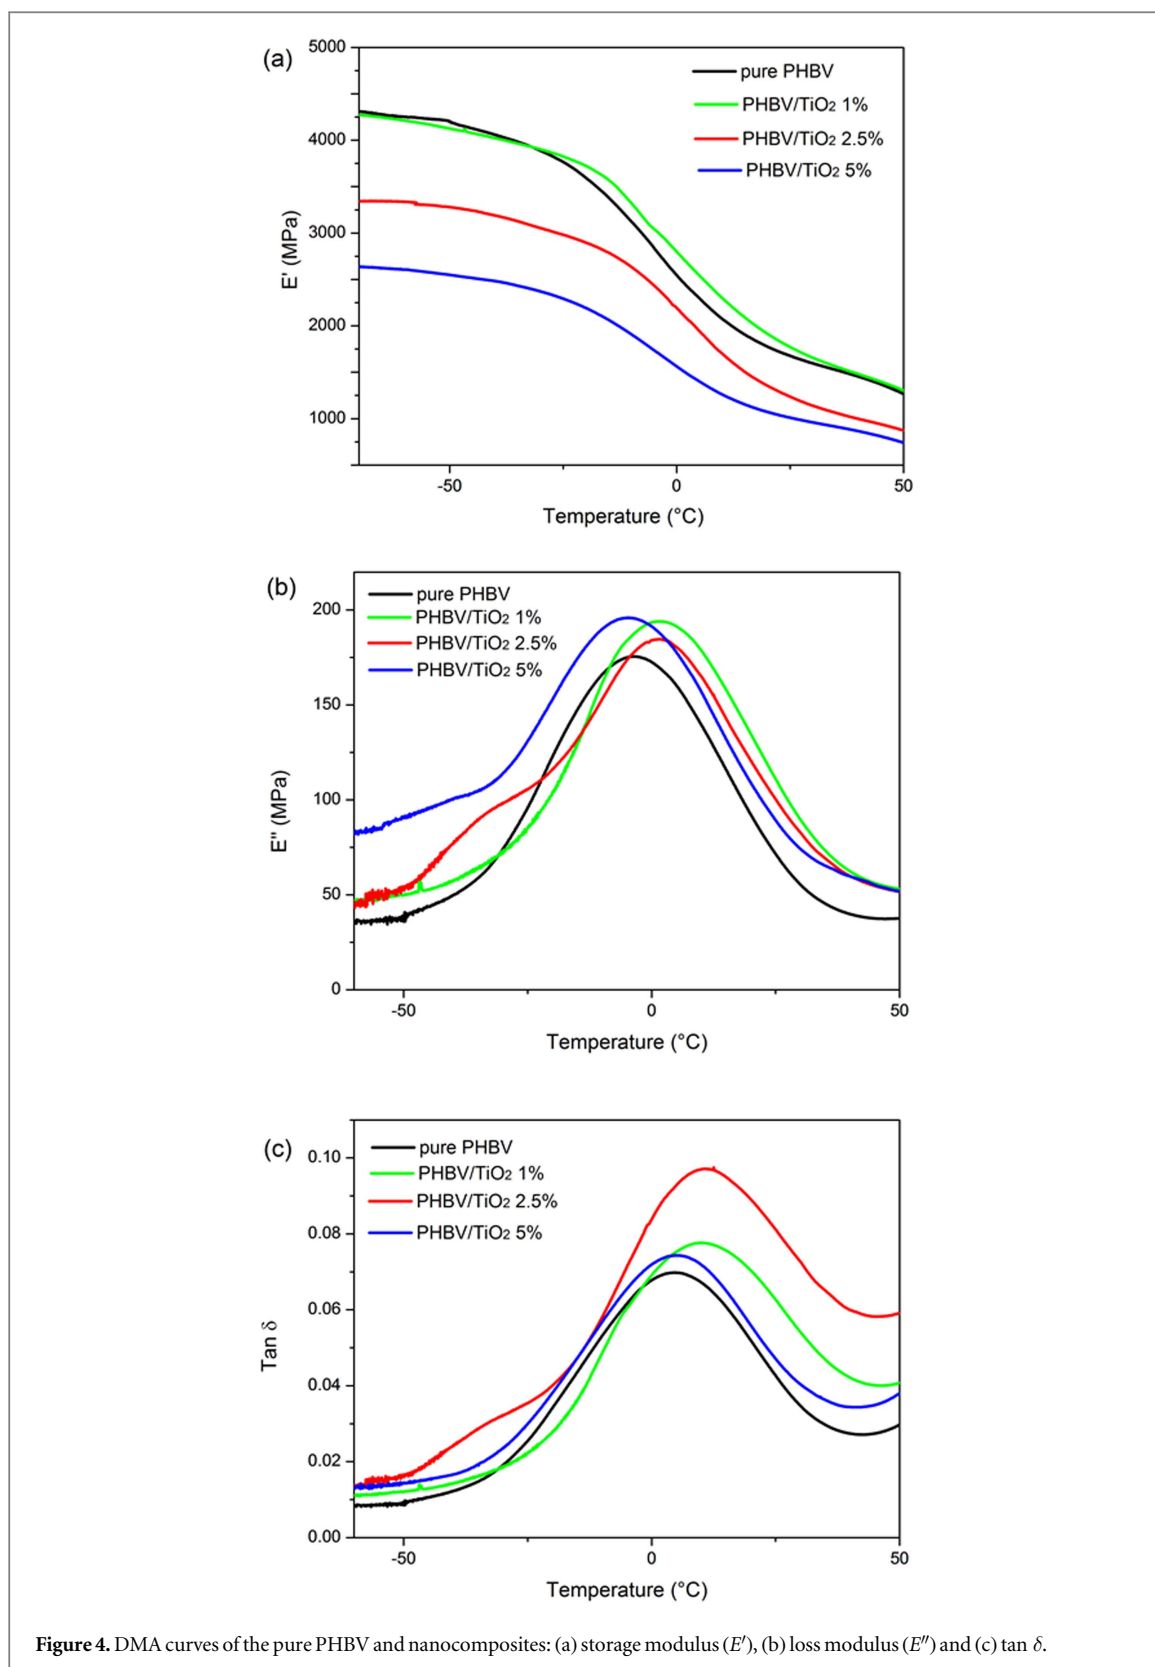 (a)
5000
4000
3000
2000
1000
E' (MPa)
pure PHBV
PHBV/TiO₂ 1%
PHBV/TiO₂ 2.5%
PHBV/TiO₂ 5%
-50 0 50
Temperature (°C)
(b)
200
150
100
50
0
E" (MPa)
pure PHBV
PHBV/TiO₂ 1%
PHBV/TiO₂ 2.5%
PHBV/TiO₂ 5%
-50 0 50
Temperature (°C)
(c)
0.10
0.08
0.06
0.04
0.02
0.00
Tan δ
pure PHBV
PHBV/TiO₂ 1%
PHBV/TiO₂ 2.5%
PHBV/TiO₂ 5%
-50 0 50
Temperature (°C)
Figure 4. DMA curves of the pure PHBV and nanocomposites: (a) storage modulus (E′), (b) loss modulus (E″) and (c) tan δ.